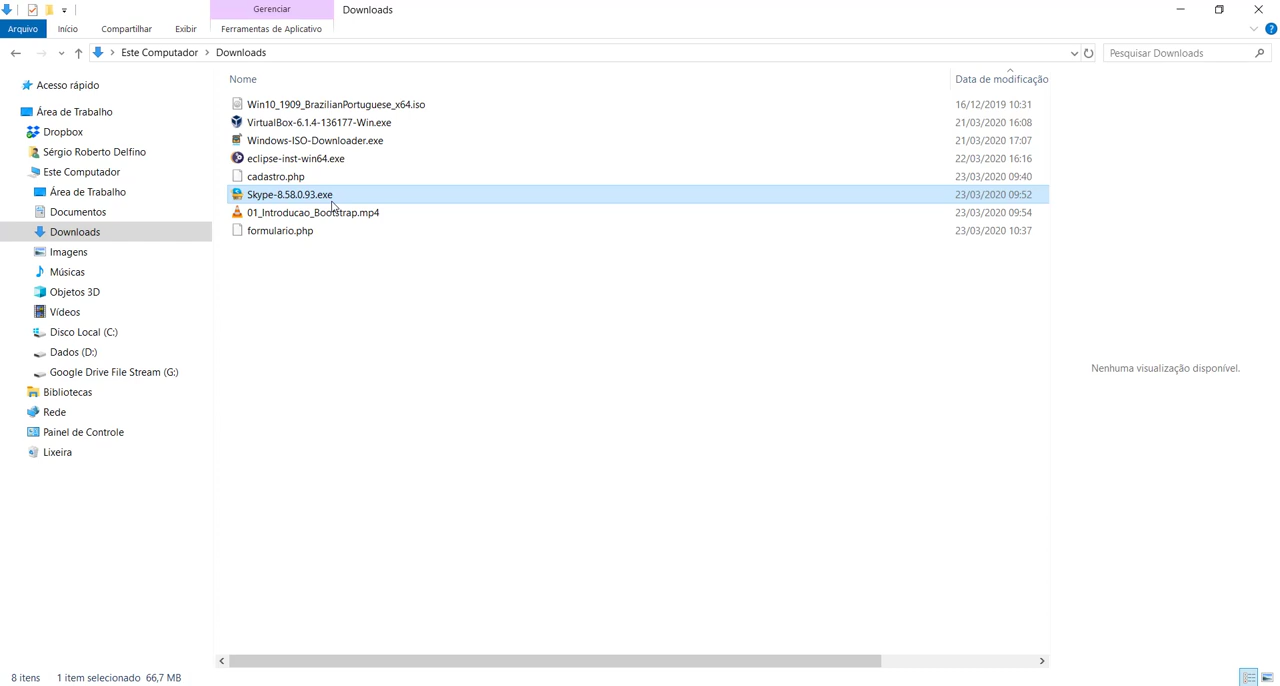 Gerenciar Downloads
Arquivo Início Compartilhar Exibir Ferramentas de Aplicativo
Este Computador Downloads Pesquisar Downloads
Nome Data de modificação
Acesso rápido
Área de Trabalho
Dropbox
Sérgio Roberto Delfino
Este Computador
Área de Trabalho
Documentos
Downloads
Imagens
Músicas
Objetos 3D
Vídeos
Disco Local (C:)
Dados (D:)
Google Drive File Stream (G:)
Bibliotecas
Rede
Painel de Controle
Lixeira
Win10_1909_BrazilianPortuguese_x64.iso 16/12/2019 10:31
VirtualBox-6.1.4-136177-Win.exe 21/03/2020 16:08
Windows-ISO-Downloader.exe 21/03/2020 17:07
eclipse-inst-win64.exe 22/03/2020 16:16
cadastro.php 23/03/2020 09:40
Skype-8.58.0.93.exe 23/03/2020 09:52
01_Introducao_Bootstrap.mp4 23/03/2020 09:54
formulario.php 23/03/2020 10:37
Nenhuma visualização disponível.
8 itens 1 item selecionado 66,7 MB